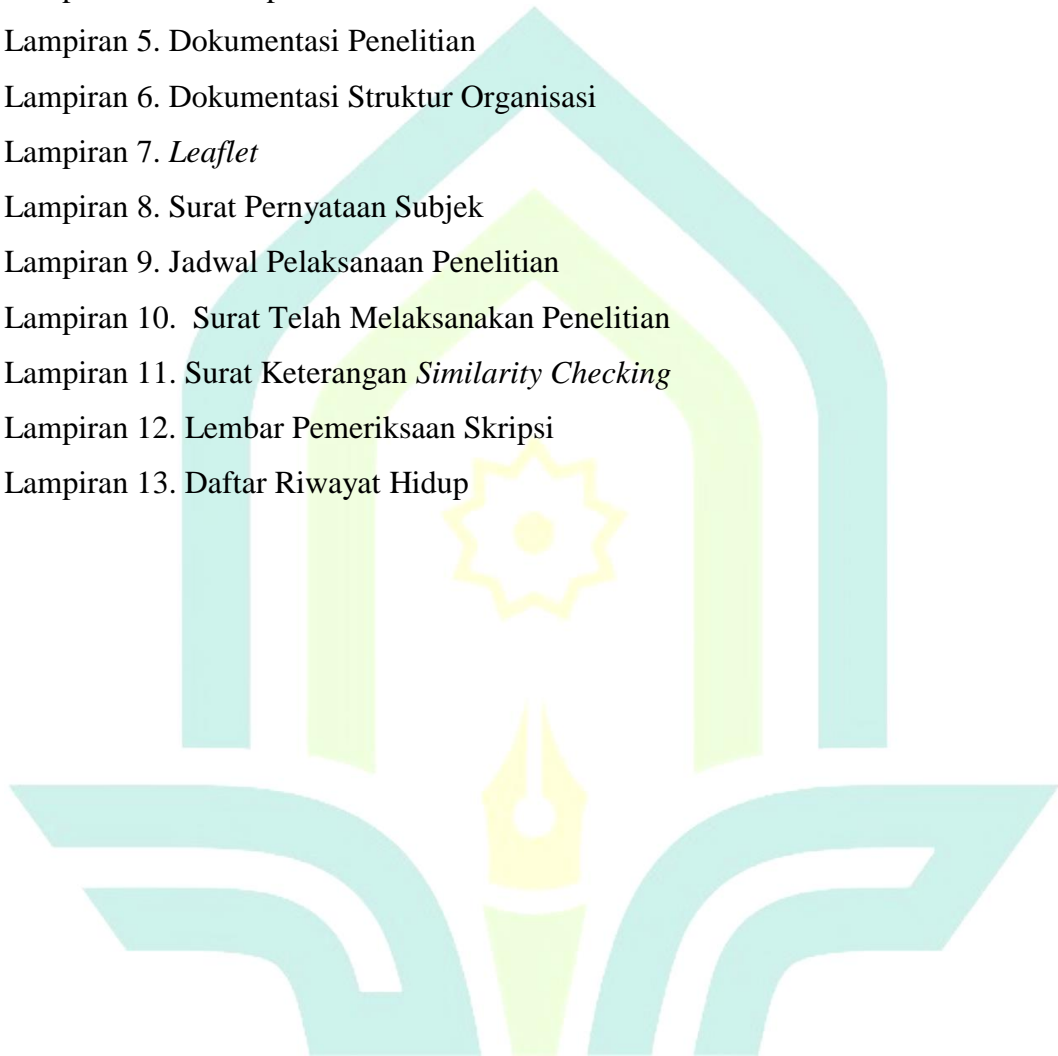 Lampiran 5. Dokumentasi Penelitian
Lampiran 6. Dokumentasi Struktur Organisasi
Lampiran 7. Leaflet
Lampiran 8. Surat Pernyataan Subjek
Lampiran 9. Jadwal Pelaksanaan Penelitian
Lampiran 10.  Surat Telah Melaksanakan Penelitian
Lampiran 11. Surat Keterangan Similarity Checking
Lampiran 12. Lembar Pemeriksaan Skripsi
Lampiran 13. Daftar Riwayat Hidup